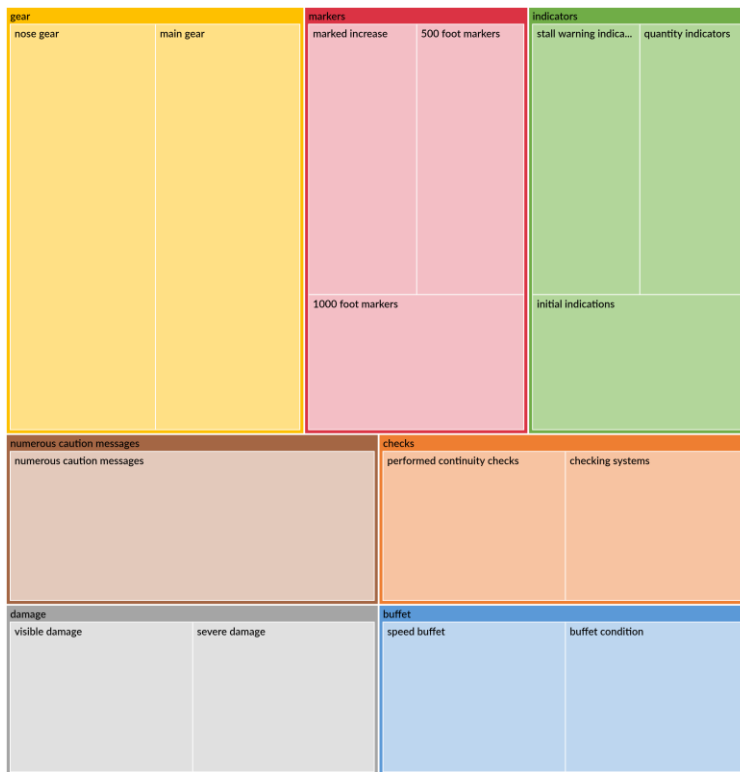 gear
nose gear
main gear
markers
marked increase
500 foot markers
1000 foot markers
indicators
stall warning indica...
quantity indicators
initial indications
numerous caution messages
numerous caution messages
checks
performed continuity checks
checking systems
damage
visible damage
severe damage
buffet
speed buffet
buffet condition